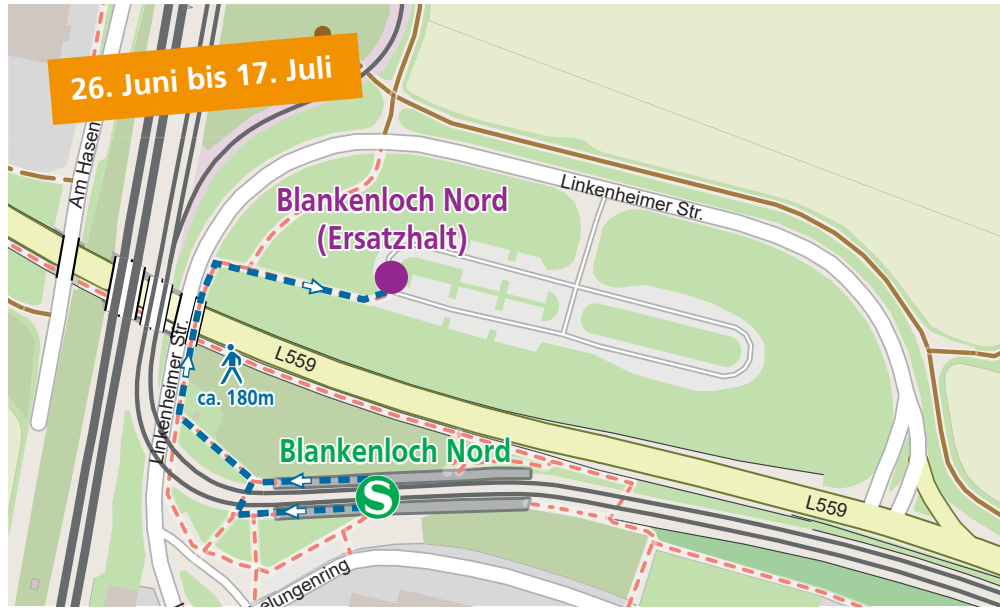 26. Juni bis 17. Juli
Am Hasen
Linkenheimer Str.
Blankenloch Nord
(Ersatzhalt)
Linkenheimer Str.
L559
ca. 180m
Blankenloch Nord
S
L559
elungenring